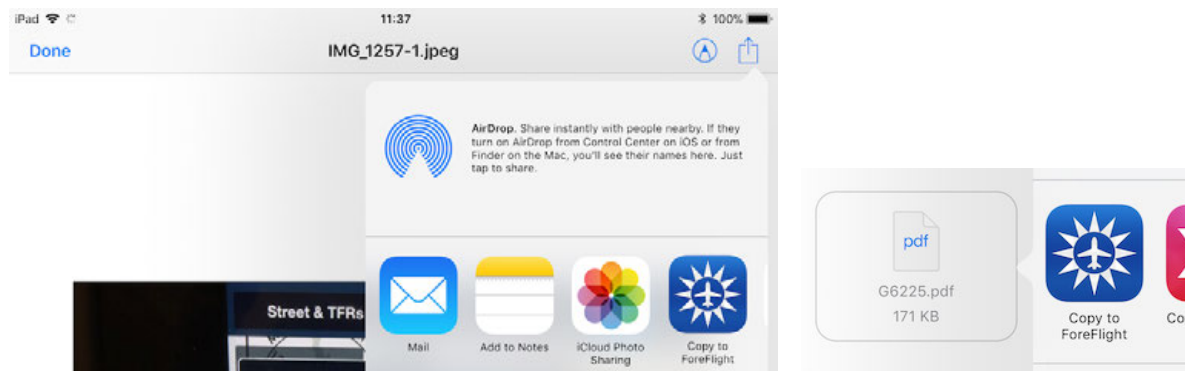 iPad 11:37 100%
Done IMG_1257-1.jpeg
AirDrop. Share instantly with people nearby. If they
turn on AirDrop from Control Center on iOS or from
Finder on the Mac, you'll see their names here. Just
tap to share.
Street & TFRs
Mail Add to Notes iCloud Photo Copy to
Sharing ForeFlight
pdf
G6225.pdf
171 KB
Copy to Co
ForeFlight